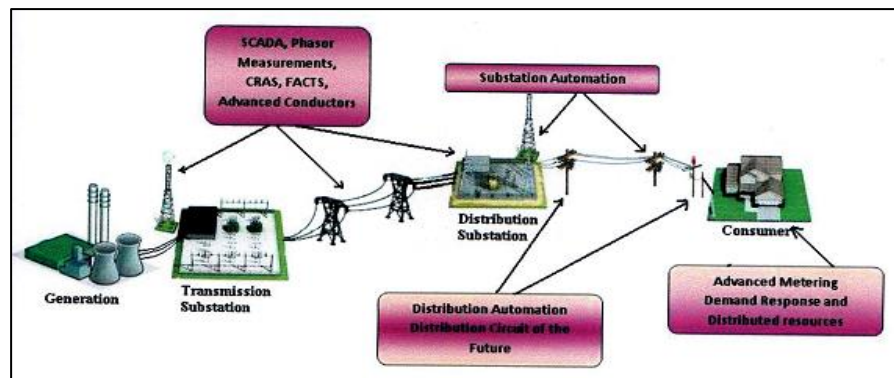 SCADA, Phasor
Measurements,
CRAS, FACTS,
Advanced Conductors
Substation Automation
Distribution
Substation
Consumer
Generation
Transmission
Substation
Distribution Automation
Distribution Circuit of the
Future
Advanced Metering
Demand Response and
Distributed resources